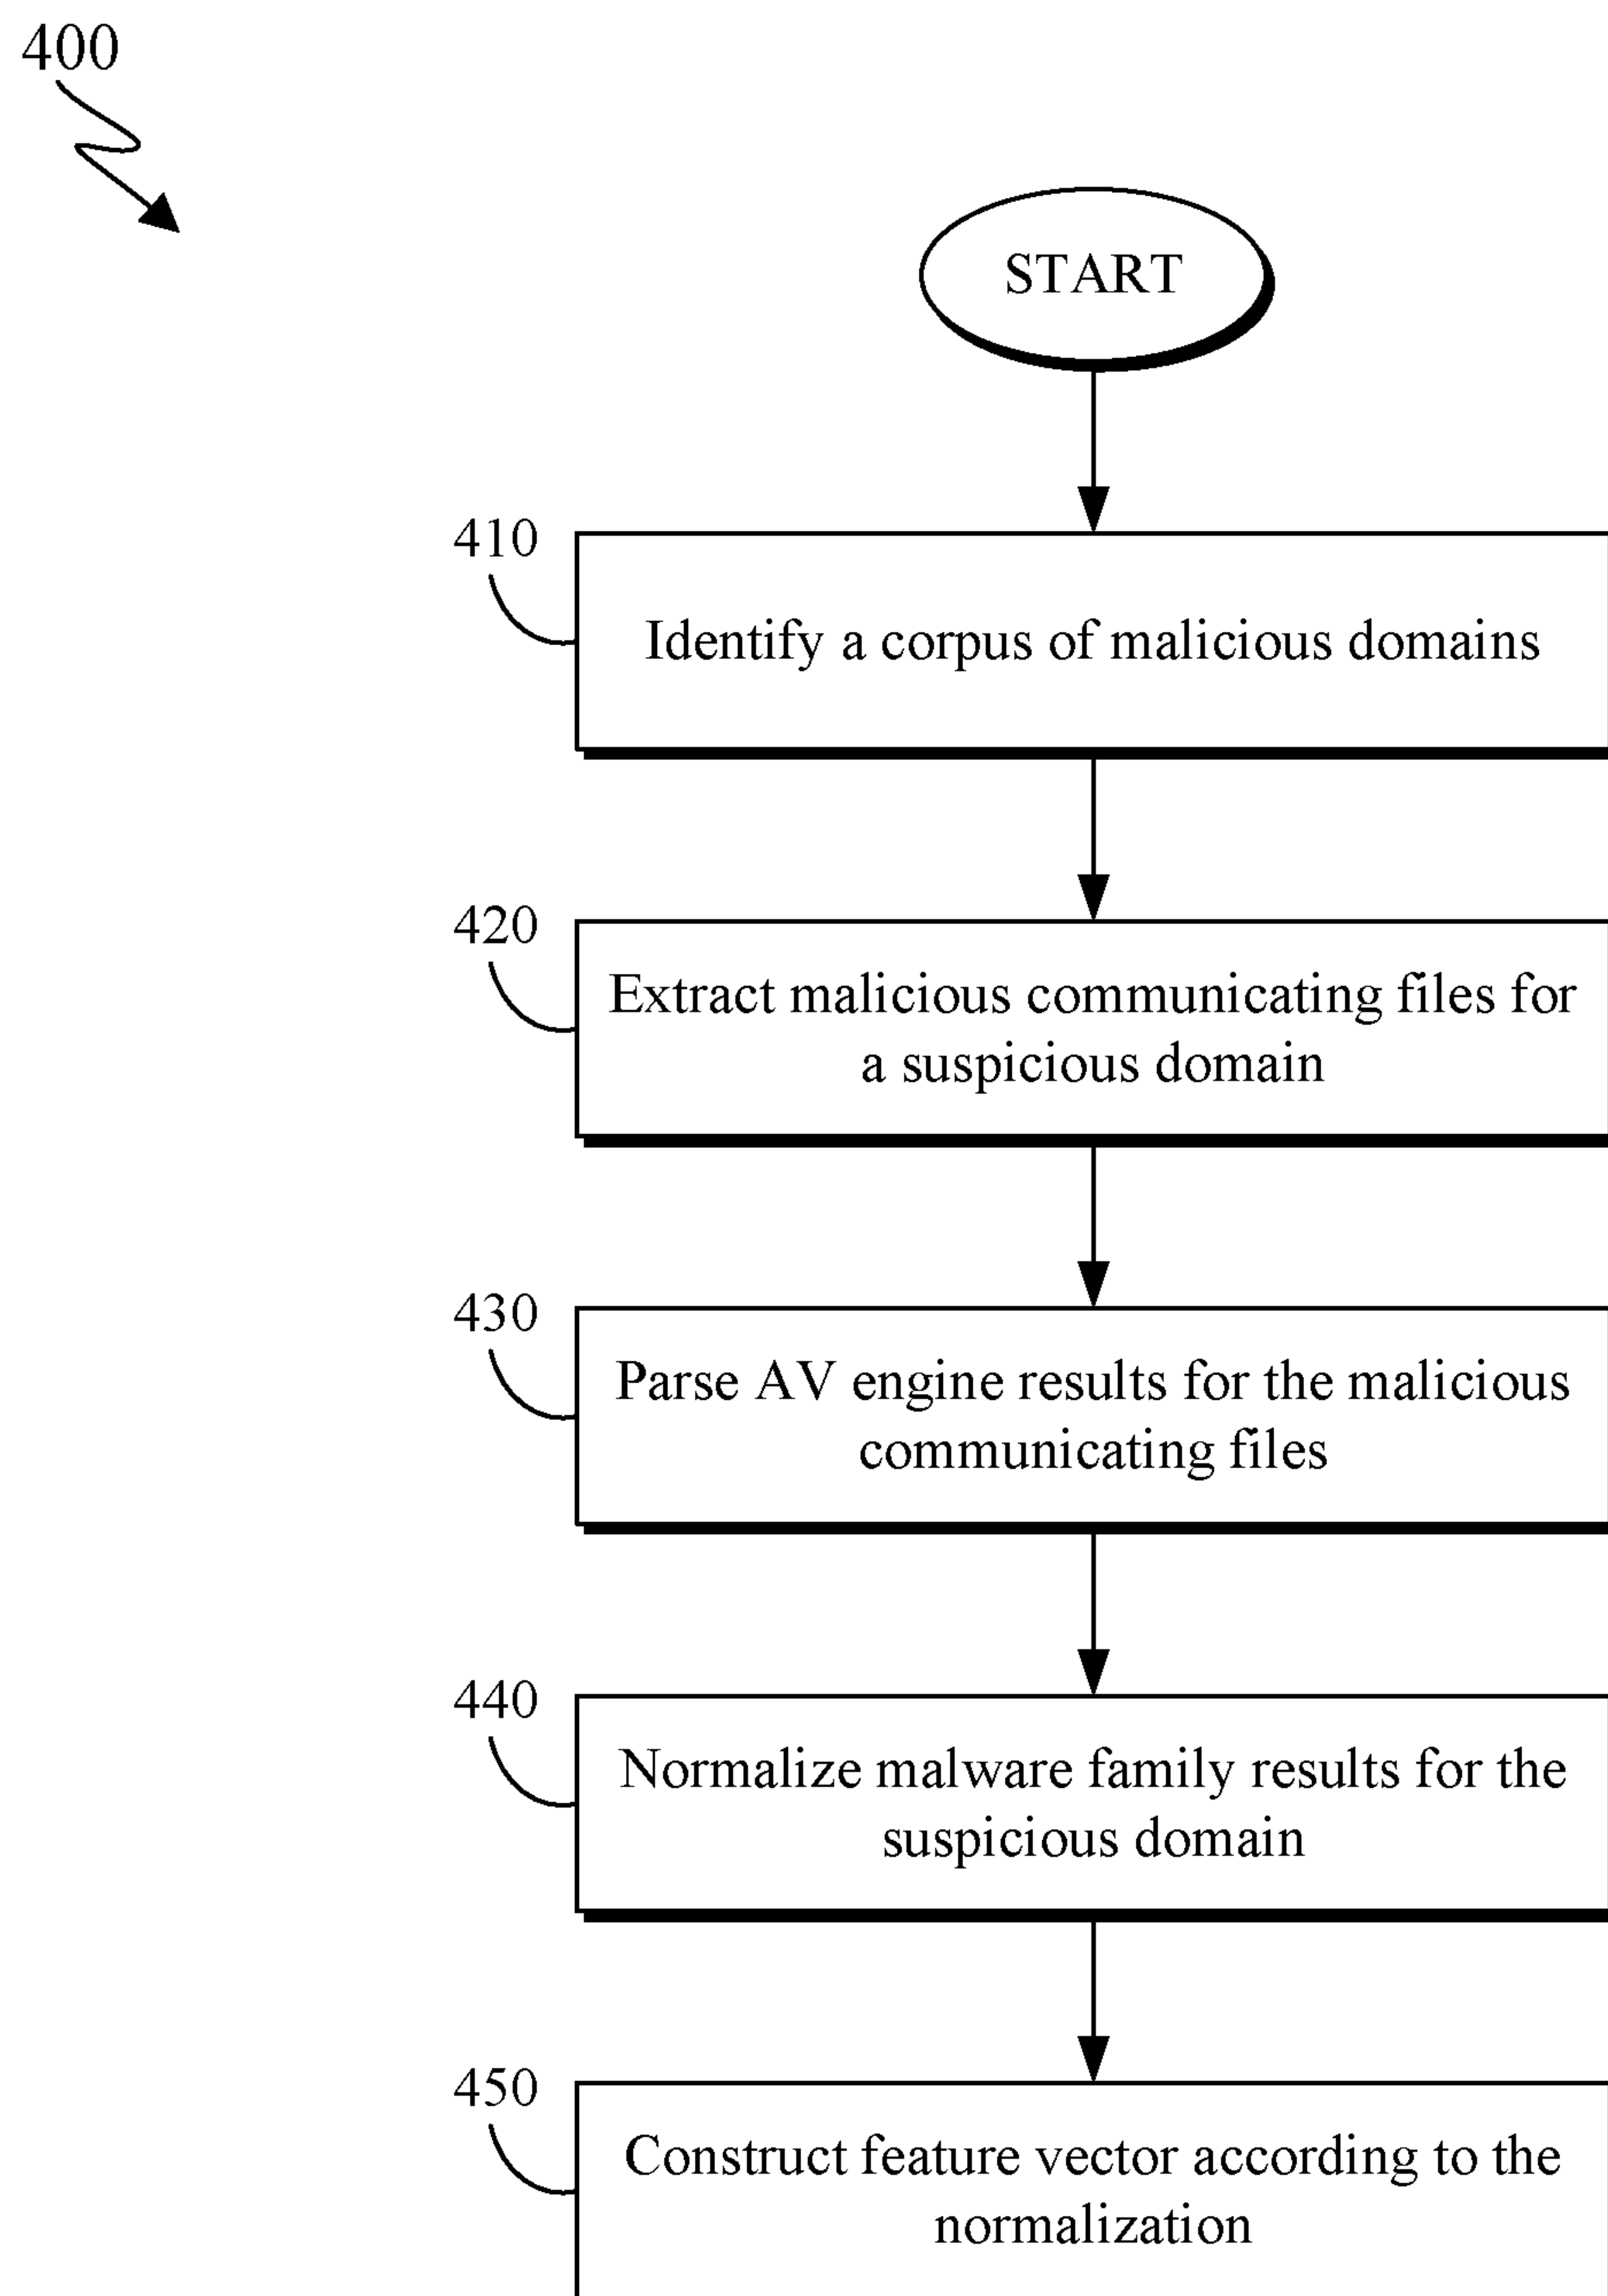 400
START
410
Identify a corpus of malicious domains
420
Extract malicious communicating files for
a suspicious domain
430
Parse AV engine results for the malicious
communicating files
440
Normalize malware family results for the
suspicious domain
450
Construct feature vector according to the
normalization